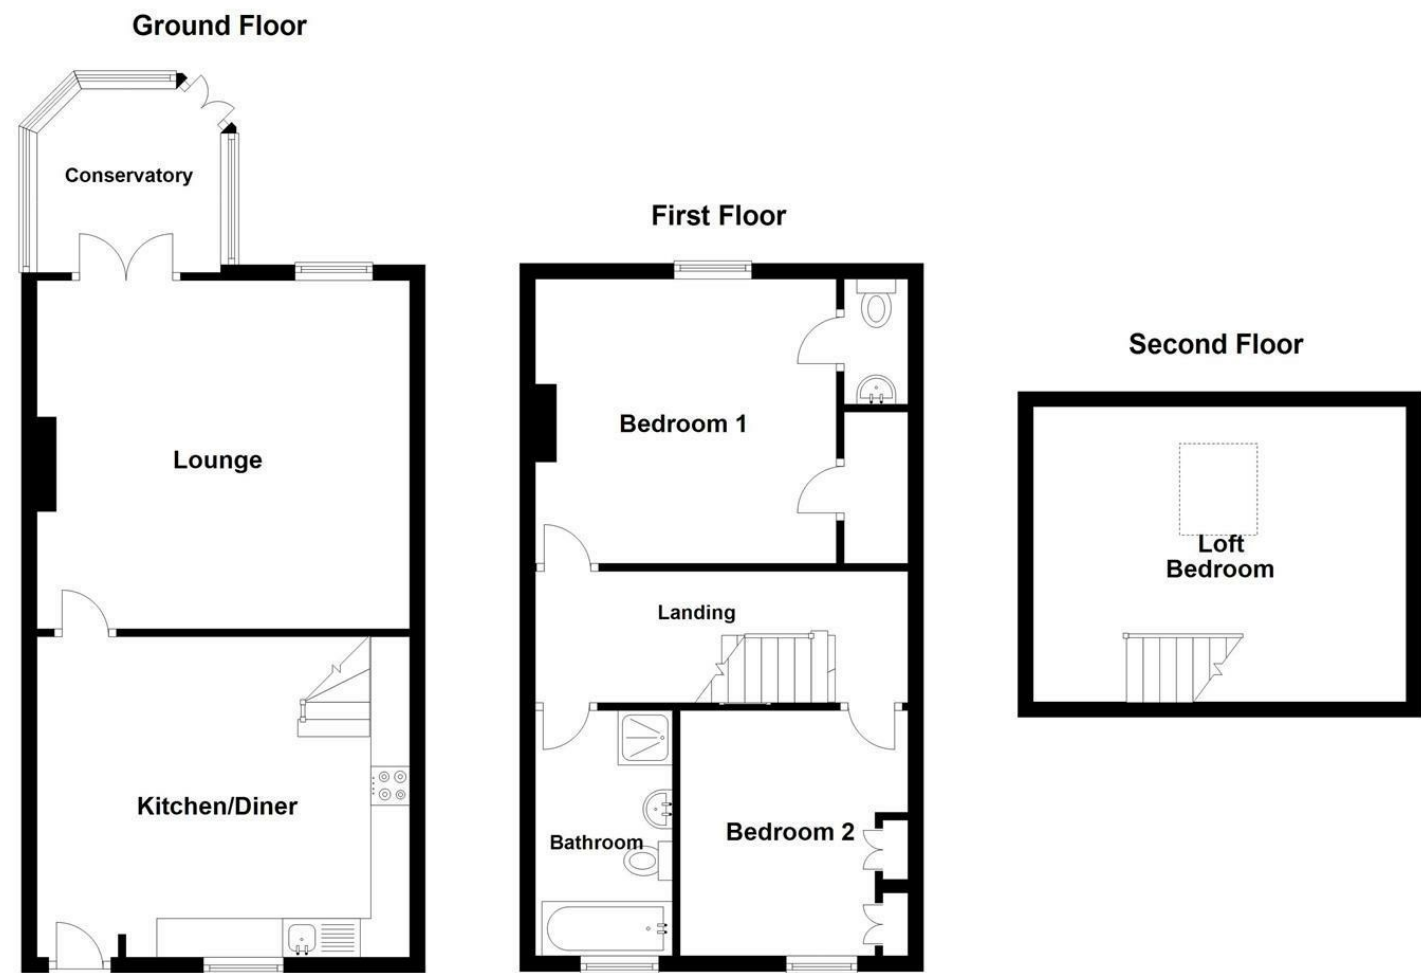 Ground Floor
Conservatory
Lounge
Kitchen/Diner
First Floor
Bedroom 1
Landing
Bathroom
Bedroom 2
Second Floor
Loft
Bedroom